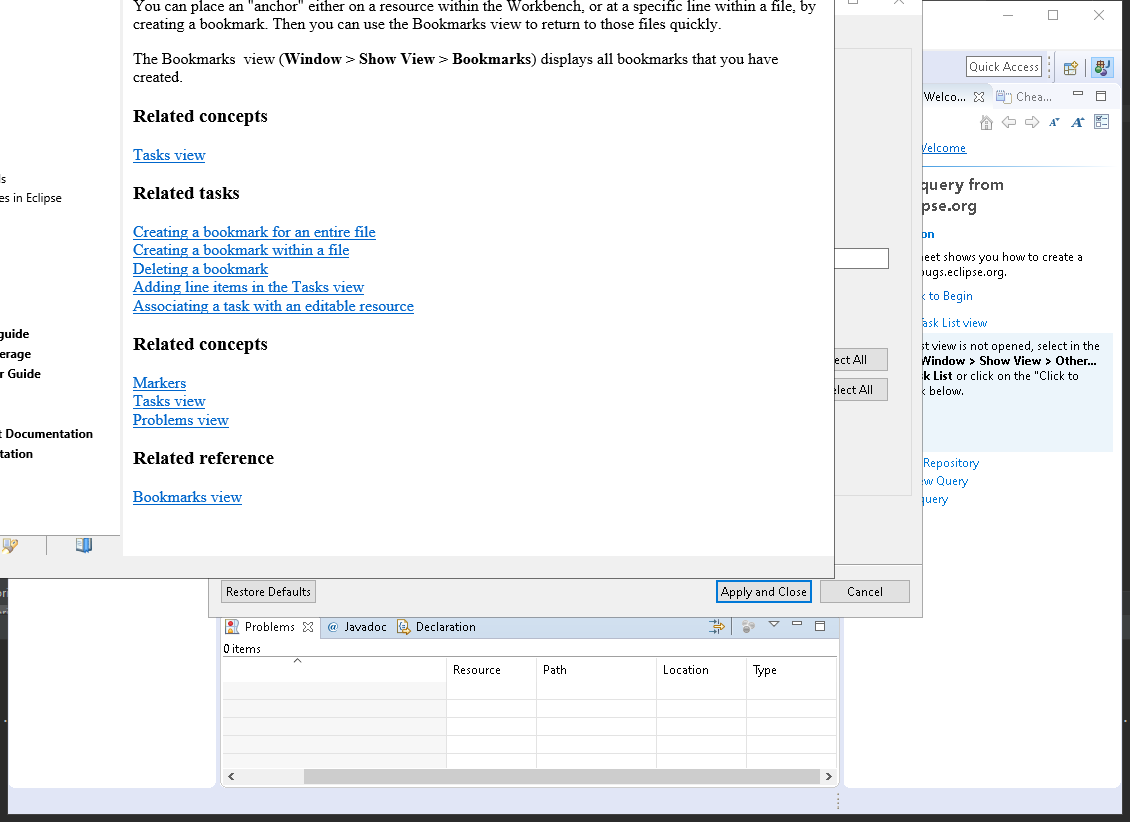 You can place an "anchor" either on a resource within the Workbench, or at a specific line within a file, by
creating a bookmark. Then you can use the Bookmarks view to return to those files quickly.
The Bookmarks view (Window > Show View > Bookmarks) displays all bookmarks that you have
created.
Related concepts
Tasks view
Related tasks
Creating a bookmark for an entire file
Creating a bookmark within a file
Deleting a bookmark
Adding line items in the Tasks view
Associating a task with an editable resource
Related concepts
Markers
Tasks view
Problems view
Related reference
Bookmarks view
es in Eclipse
guide
erage
r Guide
t Documentation
tation
ect All
elect All
Restore Defaults
Apply and Close
Cancel
Quick Access
Welco...
Chea...
Welcome
query from
pse.org
on
eet shows you how to create a
bugs.eclipse.org.
k to Begin
Task List view
st view is not opened, select in the
Window > Show View > Other...
k List or click on the "Click to
k below.
Repository
ew Query
query
Problems
@ Javadoc
Declaration
0 items
Resource
Path
Location
Type